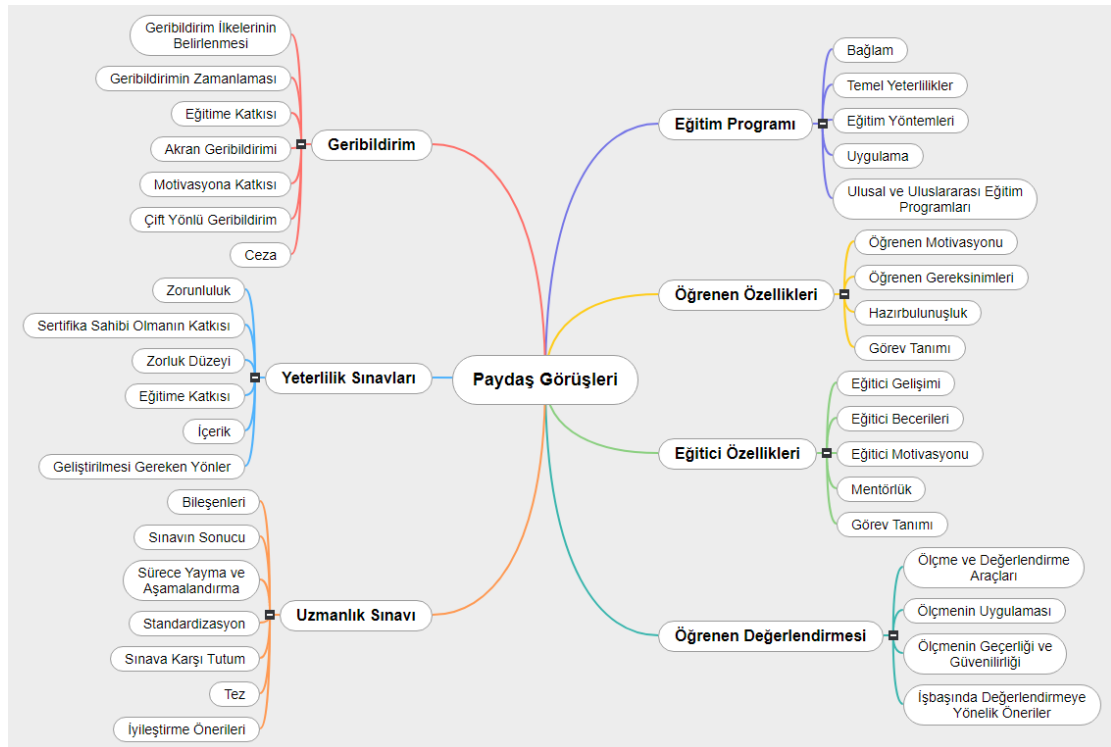 Paydaş Görüşleri
Geribildirim
Geribildirim İlkelerinin
Belirlenmesi
Geribildirimin Zamanlaması
Eğitime Katkısı
Akran Geribildirimi
Motivasyona Katkısı
Çift Yönlü Geribildirim
Ceza
Yeterlilik Sınavları
Zorunluluk
Sertifika Sahibi Olmanın Katkısı
Zorluk Düzeyi
Eğitime Katkısı
İçerik
Geliştirilmesi Gereken Yönler
Uzmanlık Sınavı
Bileşenleri
Sınavın Sonucu
Sürece Yayma ve
Aşamalandırma
Standardizasyon
Sınava Karşı Tutum
Tez
İyileştirme Önerileri
Eğitim Programı
Bağlam
Temel Yeterlilikler
Eğitim Yöntemleri
Uygulama
Ulusal ve Uluslararası Eğitim
Programları
Öğrenen Özellikleri
Öğrenen Motivasyonu
Öğrenen Gereksinimleri
Hazırbulunuşluk
Görev Tanımı
Eğitici Özellikleri
Eğitici Gelişimi
Eğitici Becerileri
Eğitici Motivasyonu
Mentörlük
Görev Tanımı
Öğrenen Değerlendirmesi
Ölçme ve Değerlendirme
Araçları
Ölçmenin Uygulaması
Ölçmenin Geçerliği ve
Güvenilirliği
İşbaşında Değerlendirmeye
Yönelik Öneriler